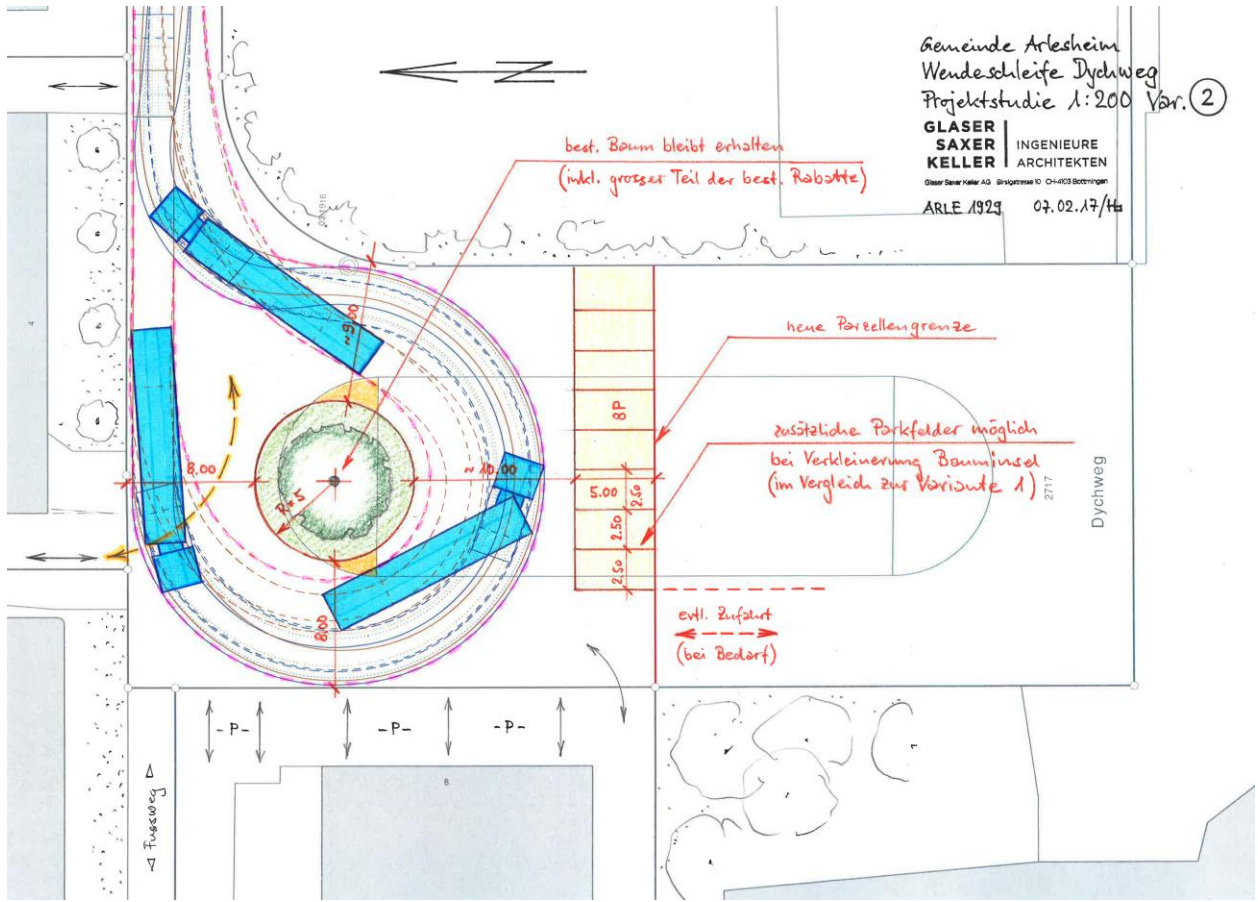 Gemeinde Arlesheim
Wendeschleife Dychweg
Projektstudie 1:200 Var. 2
GLASER
SAXER
KELLER
INGENIEURE
ARCHITEKTEN
Glaser Saxer Keller AG Birsigstrasse 10 CH-4103 Bottmingen
ARLE 1929 07.02.17/Hs
N
best. Baum bleibt erhalten
(inkl. grosser Teil der best. Rabatte)
~9.00
4
neue Parzellengrenze
8P
zusätzliche Parkfelder möglich
bei Verkleinerung Bauminsel
(im Vergleich zur Variante 1)
8.00
~10.00
R=5
5.00
2.50
2.50
2.50
2717
Dychweg
8.00
evtl. Zufahrt
(bei Bedarf)
-P-
-P-
-P-
Fussweg
8